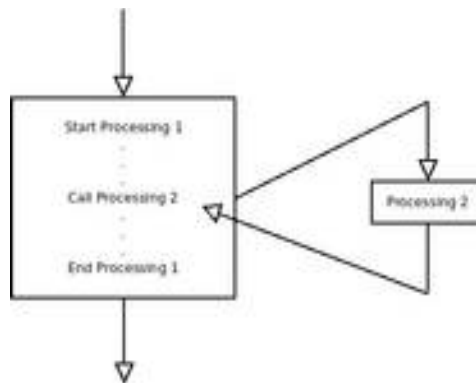 Start Processing 1
Call Processing 2
End Processing 1
Processing 2